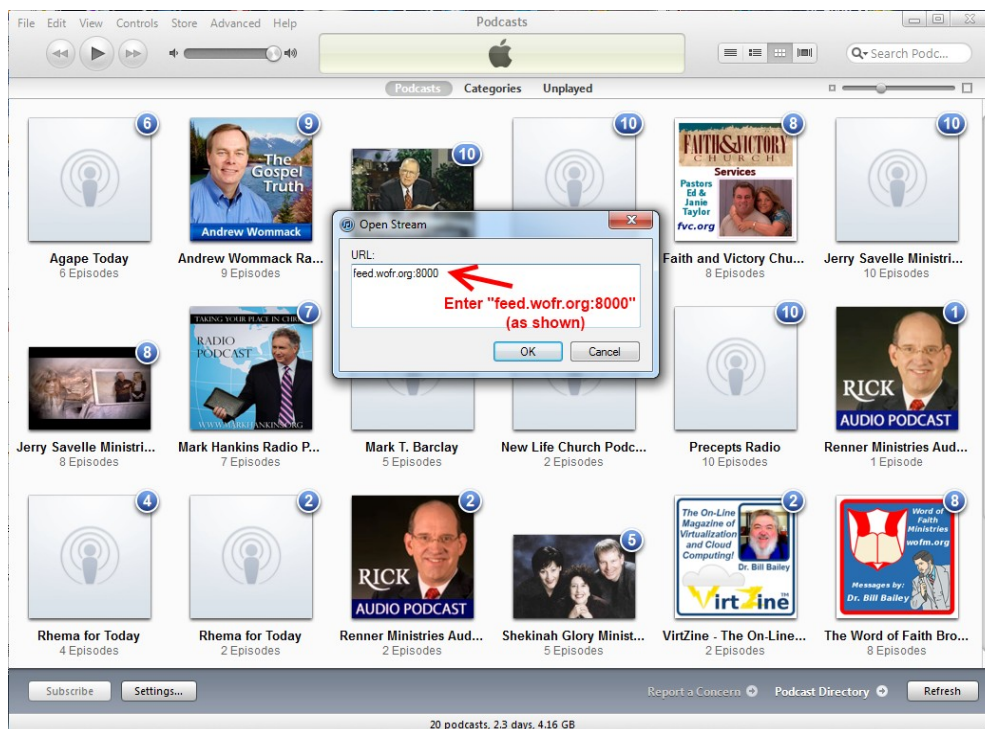 File Edit View Controls Store Advanced Help
Podcasts
Search Podc...
Podcasts Categories Unplayed
6
9
10
10
8
10
The
Gospel
Truth
Andrew Wommack
FAITH&VICTORY
CHURCH
Services
Pastors
Ed &
Janie
Taylor
fvc.org
Agape Today
6 Episodes
Andrew Wommack Ra...
9 Episodes
Faith and Victory Chu...
8 Episodes
Jerry Savelle Ministri...
10 Episodes
Open Stream
URL:
feed.wofr.org:8000
Enter "feed.wofr.org:8000"
(as shown)
OK Cancel
8
7
10
1
TAKING YOUR PLACE IN CHRI
RADIO
PODCAST
WWW.MARKHANKINS.ORG
RICK
AUDIO PODCAST
Jerry Savelle Ministri...
8 Episodes
Mark Hankins Radio P...
7 Episodes
Mark T. Barclay
5 Episodes
New Life Church Podc...
2 Episodes
Precepts Radio
10 Episodes
Renner Ministries Aud...
1 Episode
4
2
2
5
2
8
RICK
AUDIO PODCAST
The On-Line
Magazine of
Virtualization
and Cloud
Computing!
Dr. Bill Bailey
VirtZine™
Word of
Faith
Ministries
wofm.org
Messages by:
Dr. Bill Bailey
Rhema for Today
4 Episodes
Rhema for Today
2 Episodes
Renner Ministries Aud...
2 Episodes
Shekinah Glory Minist...
5 Episodes
VirtZine - The On-Line...
2 Episodes
The Word of Faith Bro...
8 Episodes
Subscribe Settings... Report a Concern Podcast Directory Refresh
20 podcasts, 2.3 days, 4.16 GB